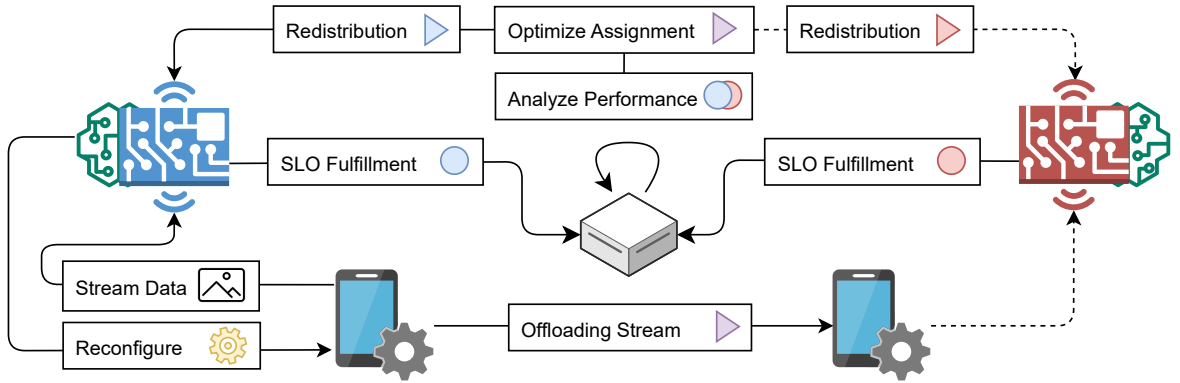 Redistribution
Optimize Assignment
Redistribution
Analyze Performance
SLO Fulfillment
SLO Fulfillment
Stream Data
Offloading Stream
Reconfigure